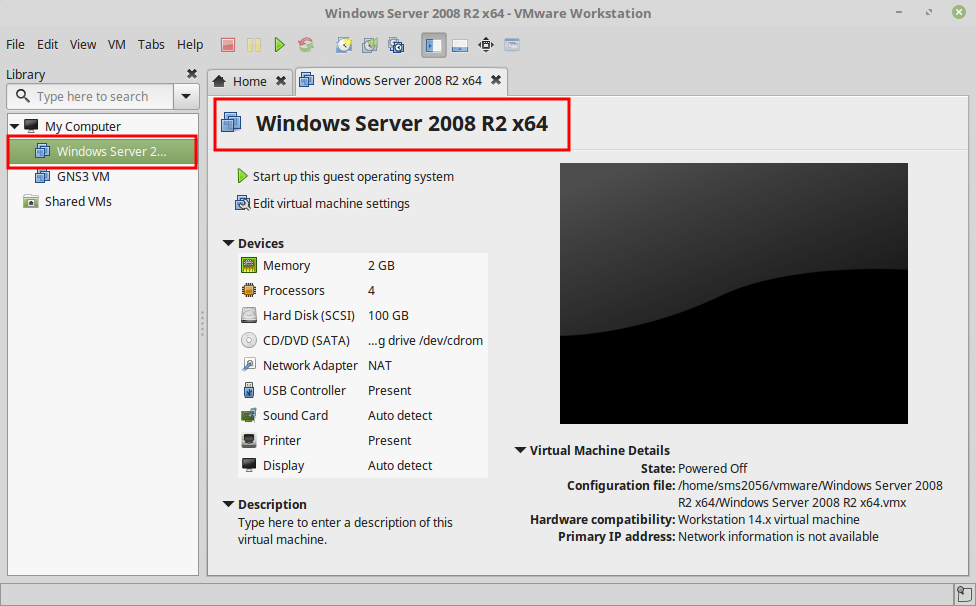 Windows Server 2008 R2 x64 - VMware Workstation
File Edit View VM Tabs Help
Library
Home
Windows Server 2008 R2 x64
Type here to search
My Computer
Windows Server 2...
GNS3 VM
Shared VMs
Windows Server 2008 R2 x64
Start up this guest operating system
Edit virtual machine settings
Devices
Memory 2 GB
Processors 4
Hard Disk (SCSI) 100 GB
CD/DVD (SATA) ...g drive /dev/cdrom
Network Adapter NAT
USB Controller Present
Sound Card Auto detect
Printer Present
Display Auto detect
Description
Type here to enter a description of this
virtual machine.
Virtual Machine Details
State: Powered Off
Configuration file: /home/sms2056/vmware/Windows Server 2008
R2 x64/Windows Server 2008 R2 x64.vmx
Hardware compatibility: Workstation 14.x virtual machine
Primary IP address: Network information is not available